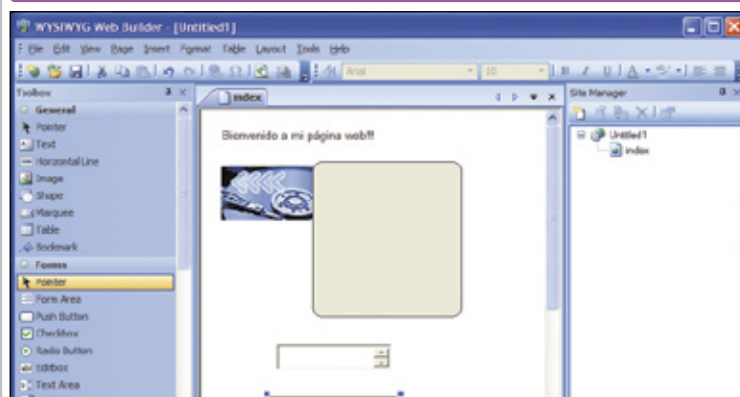 WYSIWYG Web Builder - [Untitled1]
File Edit View Page Insert Format Table Layout Tools Help
Arial 10
Toolbox
index
Site Manager
General
Pointer
Text
Horizontal Line
Image
Shape
Marquee
Table
Bookmark
Forms
Pointer
Form Area
Push Button
Checkbox
Radio Button
Editbox
Text Area
Bienvenido a mi página web!!!
Untitled1
index